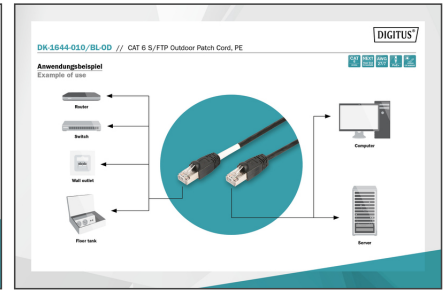 DIGITUS®
DK-1644-010/BL-OD // CAT 6 S/FTP Outdoor Patch Cord, PE
Anwendungsbeispiel
Example of use
Router
Switch
Wall outlet
Floor tank
Computer
Server